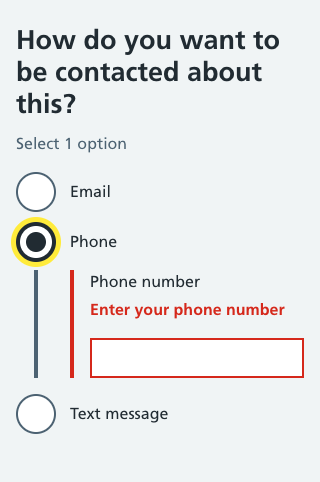 How do you want to
be contacted about
this?
Select 1 option
Email
Phone
Phone number
Enter your phone number
Text message